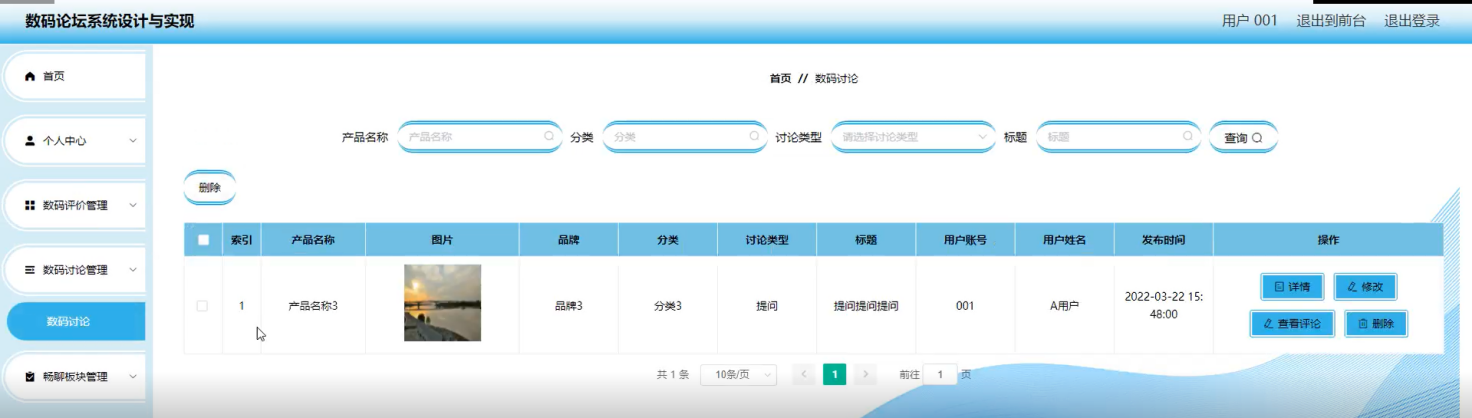 数码论坛系统设计与实现
用户 001 退出到前台 退出登录
首页
个人中心
数码评价管理
数码讨论管理
数码讨论
畅聊板块管理
首页 // 数码讨论
产品名称 产品名称 分类 分类 讨论类型 请选择讨论类型 标题 标题 查询
删除
索引 产品名称 图片 品牌 分类 讨论类型 标题 用户账号 用户姓名 发布时间 操作
1 产品名称3 品牌3 分类3 提问 提问提问提问 001 A用户 2022-03-22 15:
48:00
详情 修改
查看评论 删除
共 1 条 10条/页 1 前往 1 页